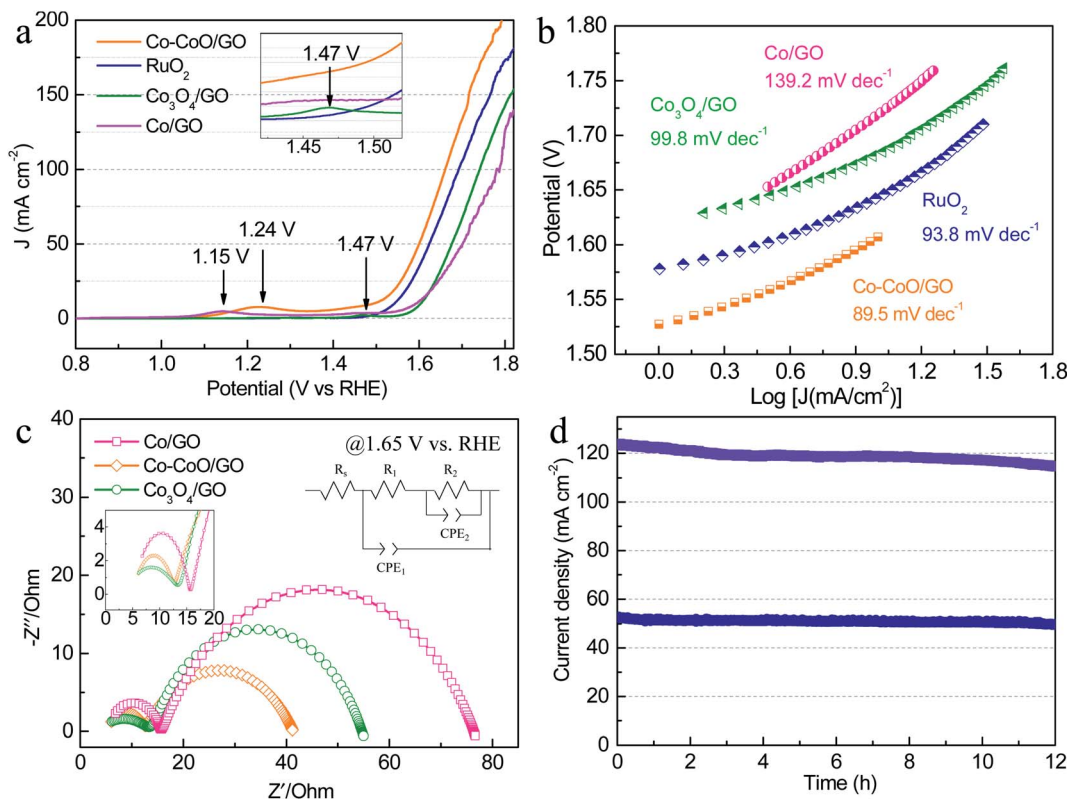 a
200
150
100
50
0
J (mA cm⁻²)
Co-CoO/GO
RuO₂
Co₃O₄/GO
Co/GO
1.47 V
1.45 1.50
1.15 V
1.24 V
1.47 V
0.8 1.0 1.2 1.4 1.6 1.8
Potential (V vs RHE)
b
1.80
1.75
1.70
1.65
1.60
1.55
1.50
Potential (V)
Co/GO
139.2 mV dec⁻¹
Co₃O₄/GO
99.8 mV dec⁻¹
RuO₂
93.8 mV dec⁻¹
Co-CoO/GO
89.5 mV dec⁻¹
0.0 0.3 0.6 0.9 1.2 1.5 1.8
Log [J(mA/cm²)]
c
-40
-30
-20
-10
0
-Z''/Ohm
Co/GO
Co-CoO/GO
Co₃O₄/GO
@1.65 V vs. RHE
Rₛ R₁ R₂
CPE₂
CPE₁
4
2
0
0 5 10 15 20
0 20 40 60 80
Z'/Ohm
d
140
120
100
80
60
40
20
0
Current density (mA cm⁻²)
0 2 4 6 8 10 12
Time (h)